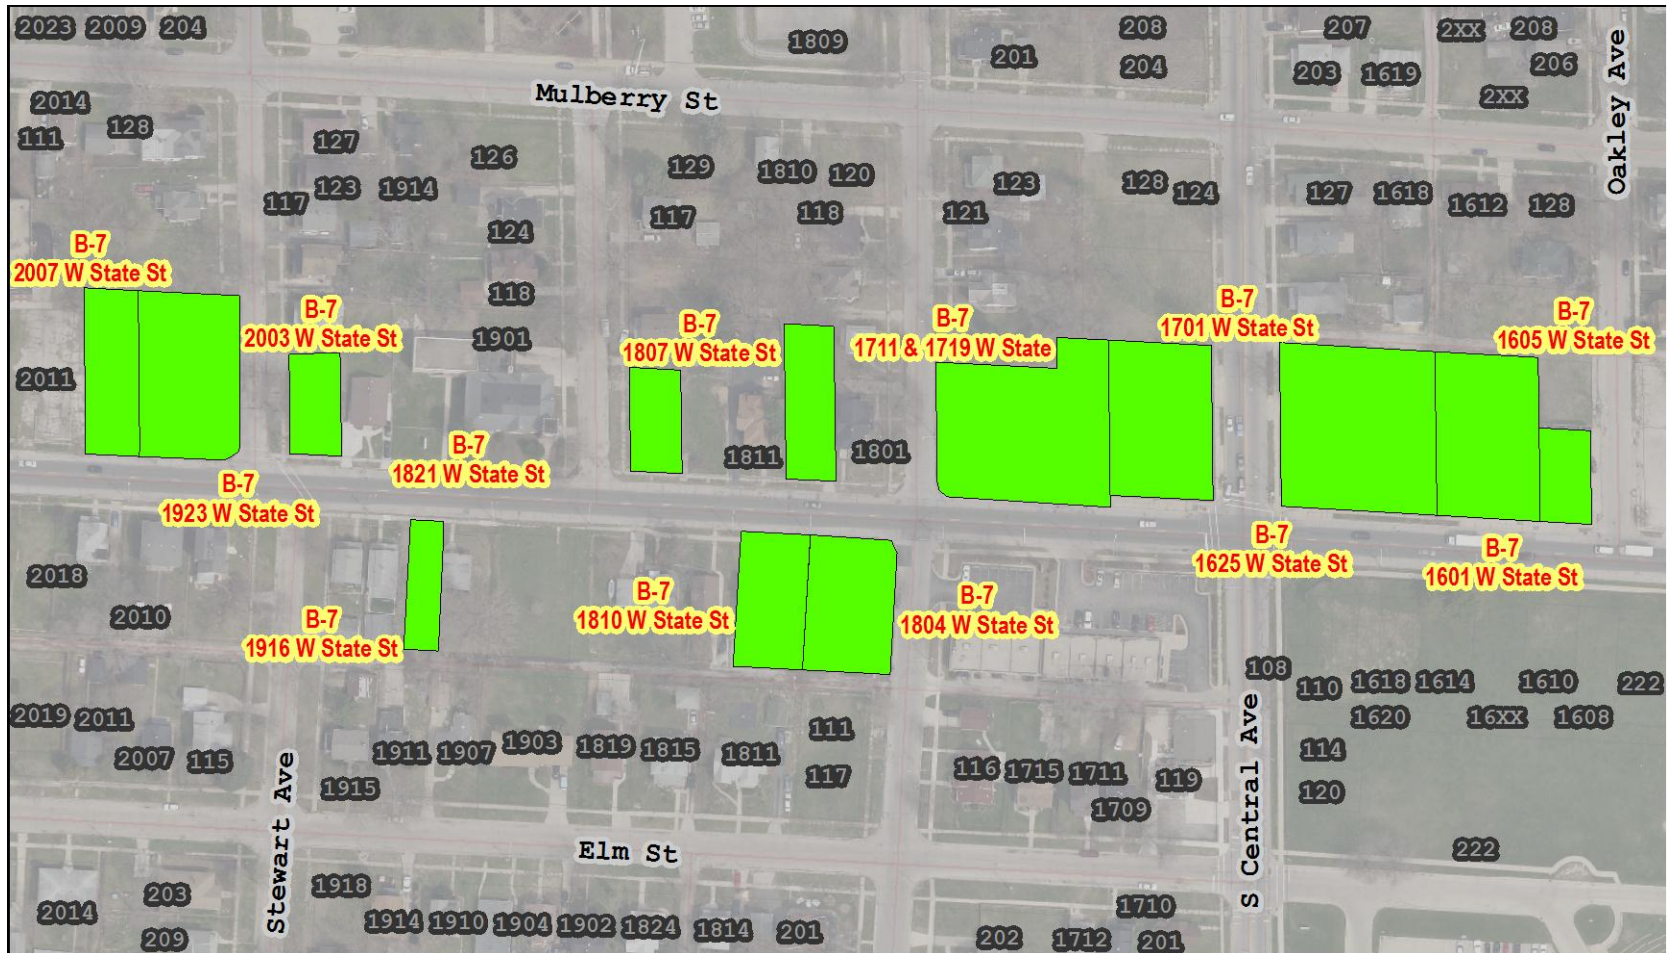 2023 2009 204
1809
201
208
204
207
203 1619
2XX 208
206
2XX
Oakley Ave
Mulberry St
2014
111 128
127
123 1914
117
126
124
118
1901
129
117
1810 120
118
123
121
128 124
127 1618
1612 128
B-7
2007 W State St
B-7
2003 W State St
B-7
1807 W State St
B-7
1711 & 1719 W State
B-7
1701 W State St
B-7
1605 W State St
2011
1811
1801
B-7
1821 W State St
B-7
1923 W State St
B-7
1625 W State St
B-7
1601 W State St
2018
2010
B-7
1916 W State St
B-7
1810 W State St
B-7
1804 W State St
108
110 1618 1614 1610 222
1620 16XX 1608
114
120
222
2019 2011
2007 115
Stewart Ave
1911 1907 1903 1819 1815 1811
1915
111
117
116 1715 1711 119
1709
S Central Ave
Elm St
203
2014
209
1918
1914 1910 1904 1902 1824 1814 201
1710
202 1712 201